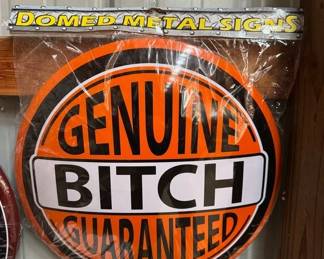 DOMED METAL SIGNS
GENUINE
BITCH
GUARANTEED